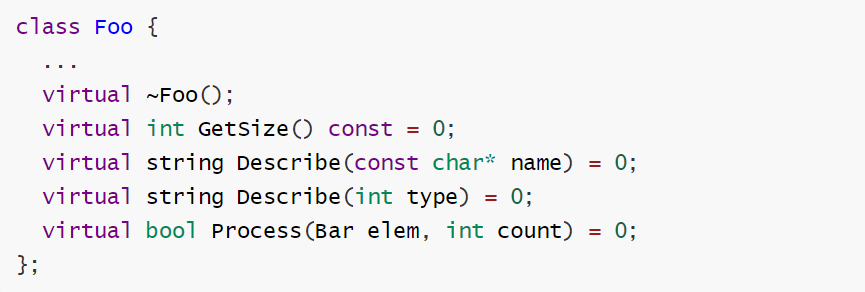 class Foo {
  ...
  virtual ~Foo();
  virtual int GetSize() const = 0;
  virtual string Describe(const char* name) = 0;
  virtual string Describe(int type) = 0;
  virtual bool Process(Bar elem, int count) = 0;
};